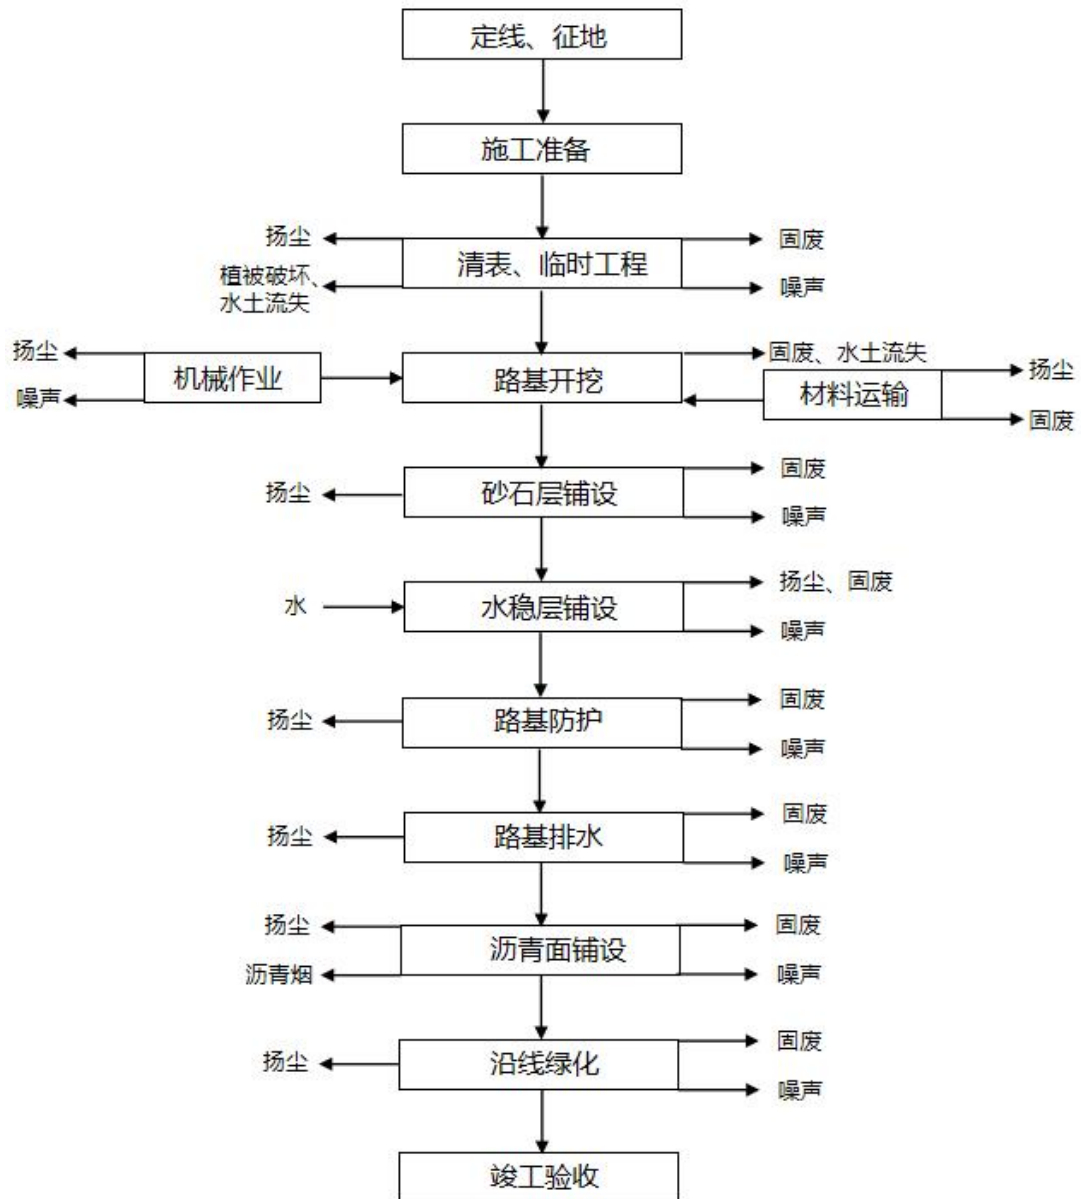 定线、征地
施工准备
扬尘
固废
清表、临时工程
植被破坏、
水土流失
噪声
扬尘
机械作业
噪声
路基开挖
固废、水土流失
扬尘
材料运输
固废
扬尘
砂石层铺设
固废
噪声
水
水稳层铺设
扬尘、固废
噪声
扬尘
路基防护
固废
噪声
扬尘
路基排水
固废
噪声
扬尘
沥青烟
沥青面铺设
固废
噪声
扬尘
沿线绿化
固废
噪声
竣工验收